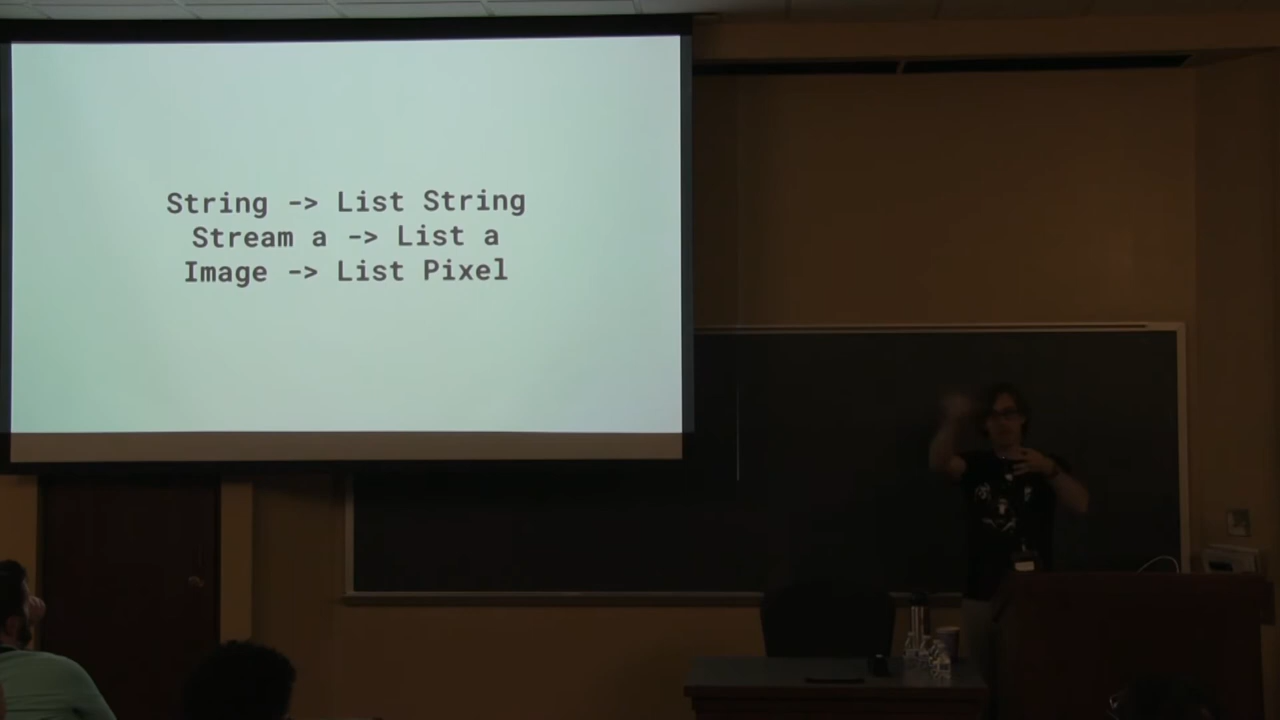 String -> List String
Stream a -> List a
Image -> List Pixel